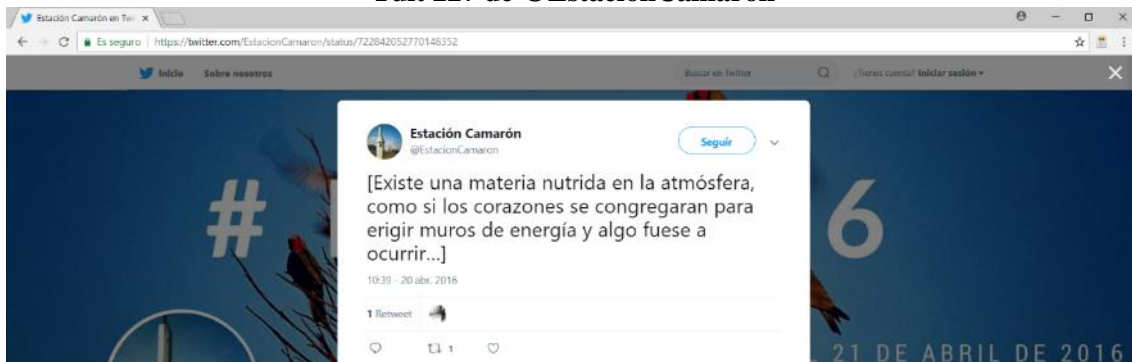 Estación Camarón en Twi
Es seguro | https://twitter.com/EstacionCamaron/status/722842052770148352
Inicio Sobre nosotros Buscar en Twitter ¿Tienes cuenta? Iniciar sesión
Estación Camarón
@EstacionCamaron
Seguir
[Existe una materia nutrida en la atmósfera,
como si los corazones se congregaran para
erigir muros de energía y algo fuese a
ocurrir...]
10:39 - 20 abr. 2016
1 Retweet
1
# 6
21 DE ABRIL DE 2016